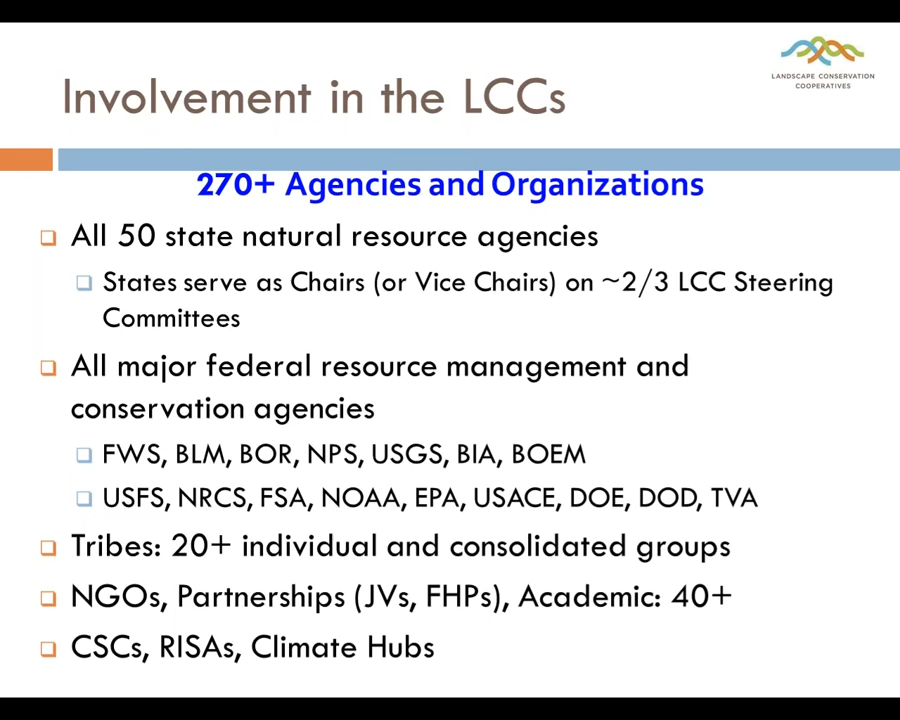 LANDSCAPE CONSERVATION
COOPERATIVES
Involvement in the LCCs
270+ Agencies and Organizations
All 50 state natural resource agencies
States serve as Chairs (or Vice Chairs) on ~2/3 LCC Steering
Committees
All major federal resource management and
conservation agencies
FWS, BLM, BOR, NPS, USGS, BIA, BOEM
USFS, NRCS, FSA, NOAA, EPA, USACE, DOE, DOD, TVA
Tribes: 20+ individual and consolidated groups
NGOs, Partnerships (JVs, FHPs), Academic: 40+
CSCs, RISAs, Climate Hubs